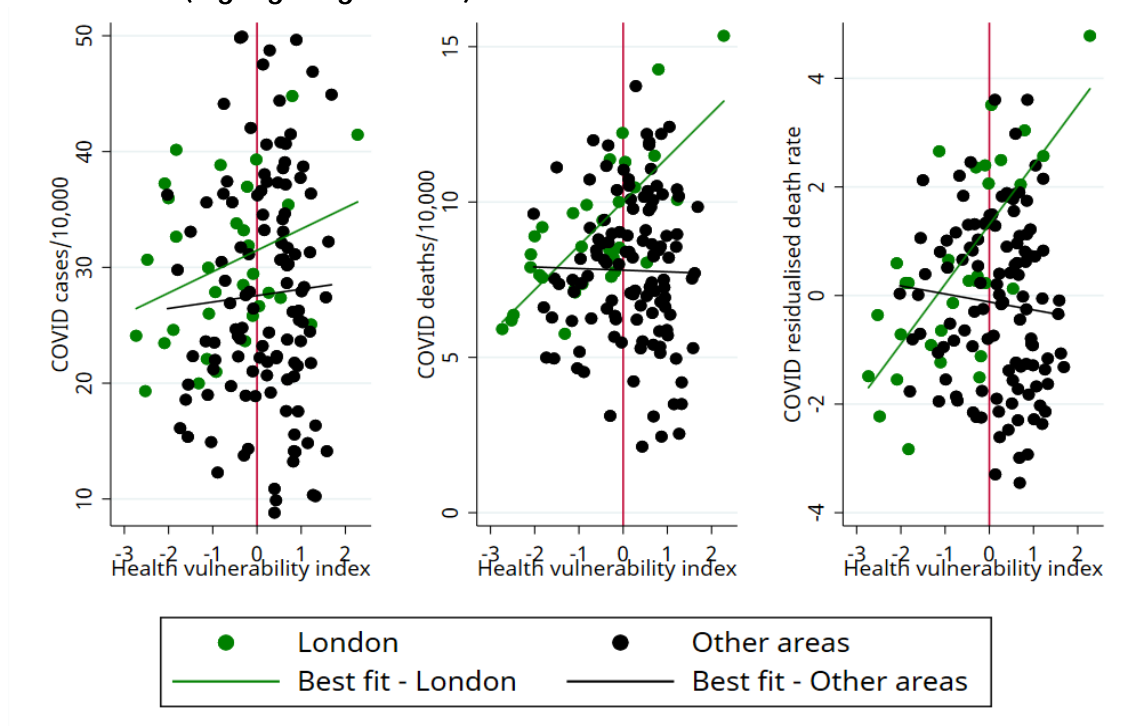 50
40
30
20
10
COVID cases/10,000
-3 -2 -1 0 1 2
Health vulnerability index
15
10
5
0
COVID deaths/10,000
-3 -2 -1 0 1 2
Health vulnerability index
4
2
0
-2
-4
COVID residualised death rate
-3 -2 -1 0 1 2
Health vulnerability index
London
Other areas
Best fit - London
Best fit - Other areas